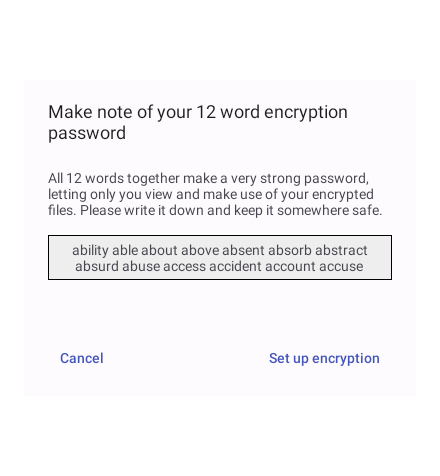 Make note of your 12 word encryption
password
All 12 words together make a very strong password,
letting only you view and make use of your encrypted
files. Please write it down and keep it somewhere safe.
ability able about above absent absorb abstract
absurd abuse access accident account accuse
Cancel
Set up encryption